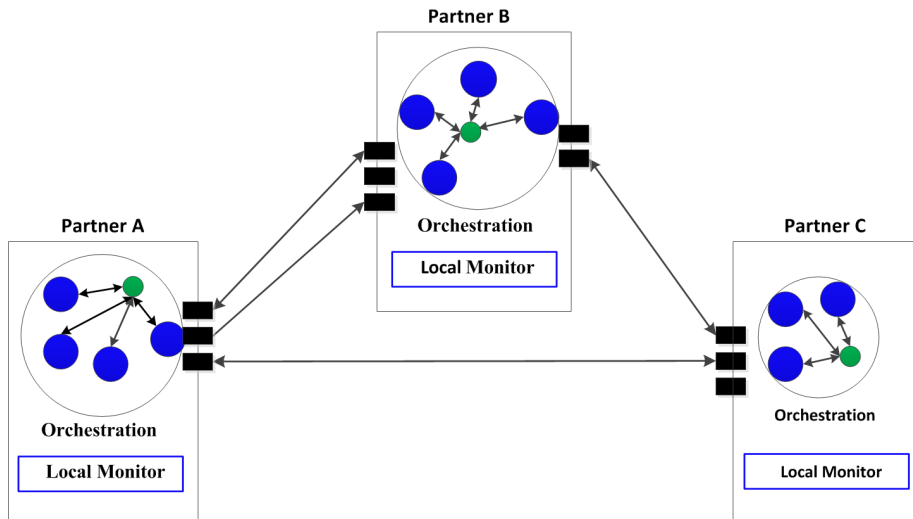 Partner B
Orchestration
Local Monitor
Partner A
Orchestration
Local Monitor
Partner C
Orchestration
Local Monitor